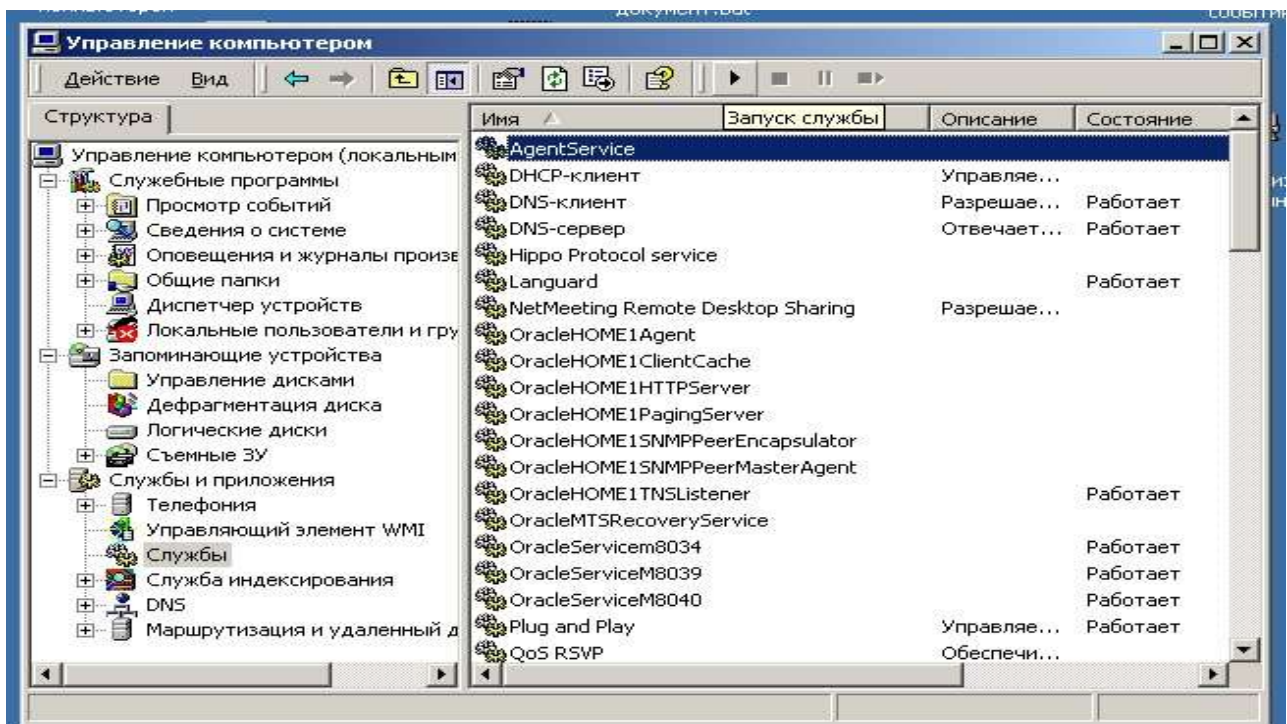 документ.bat
Управление компьютером
Действие Вид
Структура
Имя Запуск службы Описание Состояние
Управление компьютером (локальным
Служебные программы
Просмотр событий
Сведения о системе
Оповещения и журналы произв
Общие папки
Диспетчер устройств
Локальные пользователи и гру
Запоминающие устройства
Управление дисками
Дефрагментация диска
Логические диски
Съемные ЗУ
Службы и приложения
Телефония
Управляющий элемент WMI
Службы
Служба индексирования
DNS
Маршрутизация и удаленный д
AgentService
DHCP-клиент Управляе...
DNS-клиент Разрешае... Работает
DNS-сервер Отвечает... Работает
Hippo Protocol service
Languard Работает
NetMeeting Remote Desktop Sharing Разрешае...
OracleHOME1Agent
OracleHOME1ClientCache
OracleHOME1HTTPServer
OracleHOME1PagingServer
OracleHOME1SNMPPeerEncapsulator
OracleHOME1SNMPPeerMasterAgent
OracleHOME1TNSListener Работает
OracleMTSRecoveryService
OracleServicem8034 Работает
OracleServiceM8039 Работает
OracleServiceM8040 Работает
Plug and Play Управляе... Работает
QoS RSVP Обеспечи...